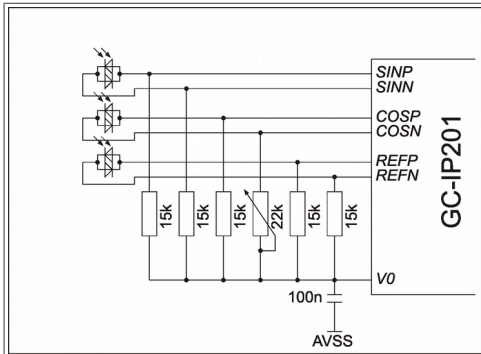 SINP
SINN
COSP
COSN
REFP
REFN
GC-IP201
15k
15k
15k
22k
15k
15k
V0
100n
AVSS